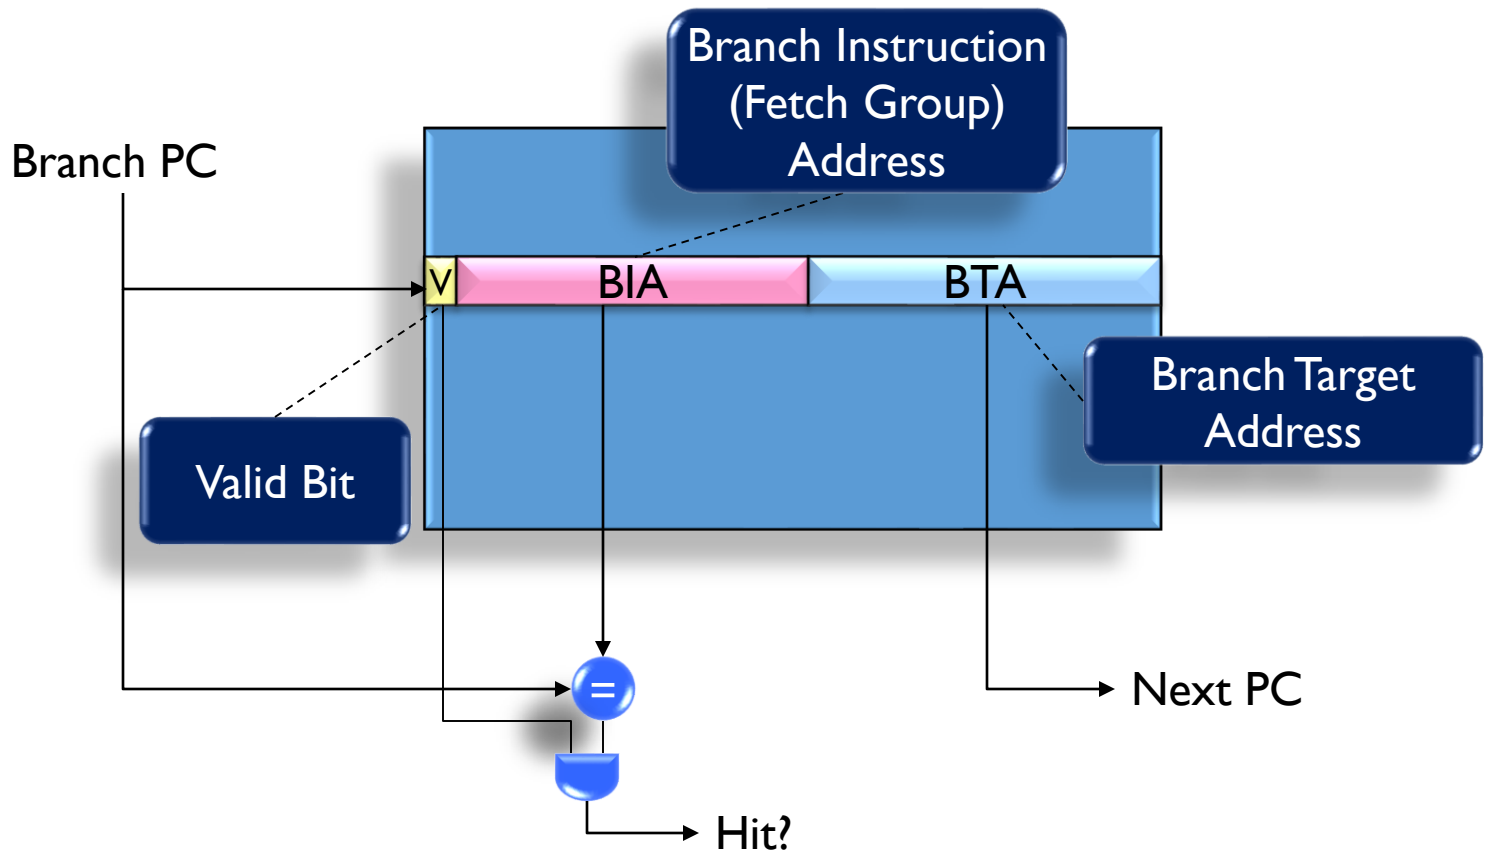 Branch Instruction
(Fetch Group)
Address
Branch PC
V
BIA
BTA
Branch Target
Address
Valid Bit
=
Next PC
Hit?